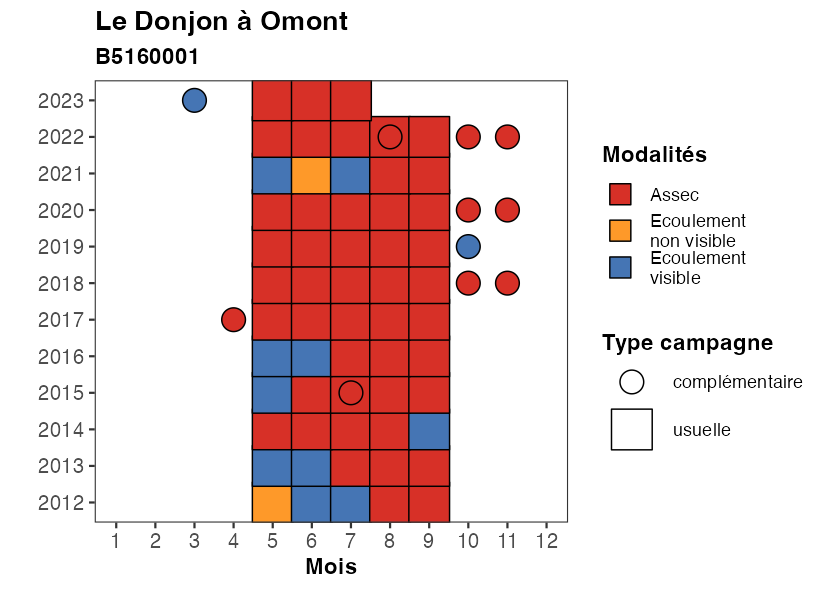 Le Donjon à Omont
B5160001
2023
2022
2021
2020
2019
2018
2017
2016
2015
2014
2013
2012
1 2 3 4 5 6 7 8 9 10 11 12
Mois
Modalités
Assec
Ecoulement
non visible
Ecoulement
visible
Type campagne
complémentaire
usuelle